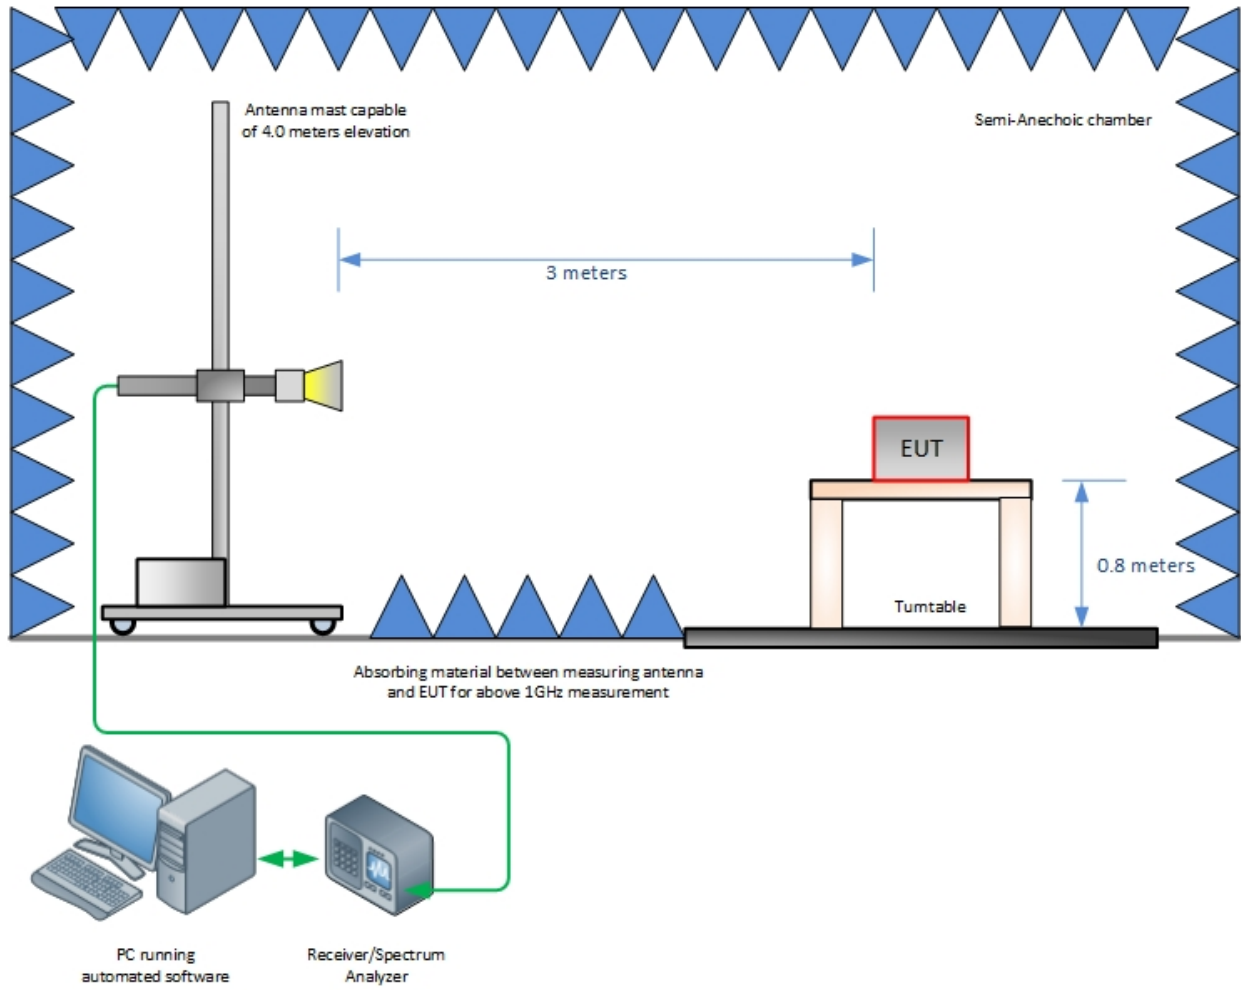 Antenna mast capable
of 4.0 meters elevation
Semi-Anechoic chamber
3 meters
EUT
0.8 meters
Turntable
Absorbing material between measuring antenna
and EUT for above 1GHz measurement
PC running
automated software
Receiver/Spectrum
Analyzer